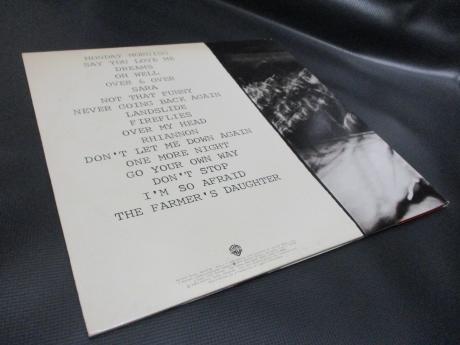 MONDAY MORNING
SAY YOU LOVE ME
DREAMS
OH WELL
OVER & OVER
SARA
NOT THAT FUNNY
NEVER GOING BACK AGAIN
LANDSLIDE
FIREFLIES
OVER MY HEAD
RHIANNON
DON'T LET ME DOWN AGAIN
ONE MORE NIGHT
GO YOUR OWN WAY
DON'T STOP
I'M SO AFRAID
THE FARMER'S DAUGHTER